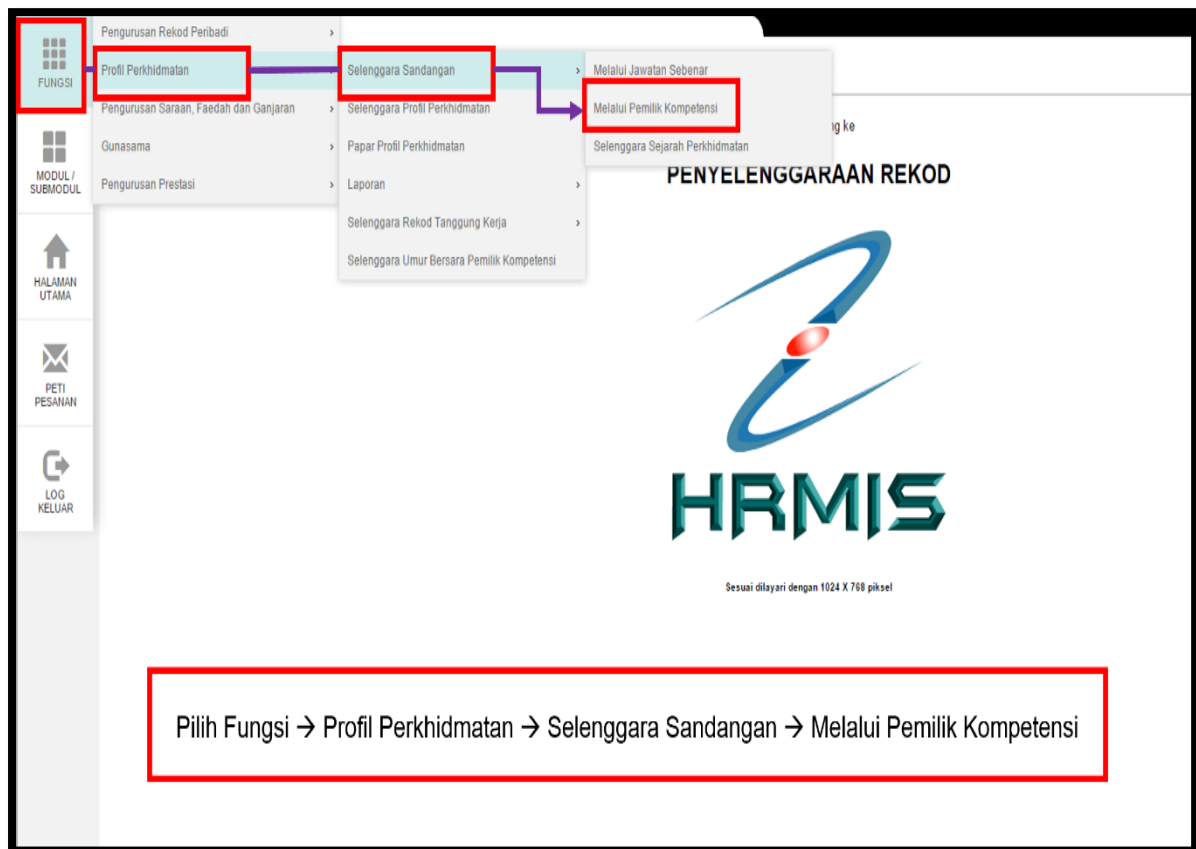 FUNGSI
MODUL /
SUBMODUL
HALAMAN
UTAMA
PETI
PESANAN
LOG
KELUAR
Pengurusan Rekod Peribadi
Profil Perkhidmatan
Pengurusan Saraan, Faedah dan Ganjaran
Gunasama
Pengurusan Prestasi
Selenggara Sandangan
Selenggara Profil Perkhidmatan
Papar Profil Perkhidmatan
Laporan
Selenggara Rekod Tanggung Kerja
Selenggara Umur Bersara Pemilik Kompetensi
Melalui Jawatan Sebenar
Melalui Pemilik Kompetensi
Selenggara Sejarah Perkhidmatan
ke
PENYELENGGARAAN REKOD
HRMIS
Sesuai dilayari dengan 1024 X 768 piksel
Pilih Fungsi → Profil Perkhidmatan → Selenggara Sandangan → Melalui Pemilik Kompetensi